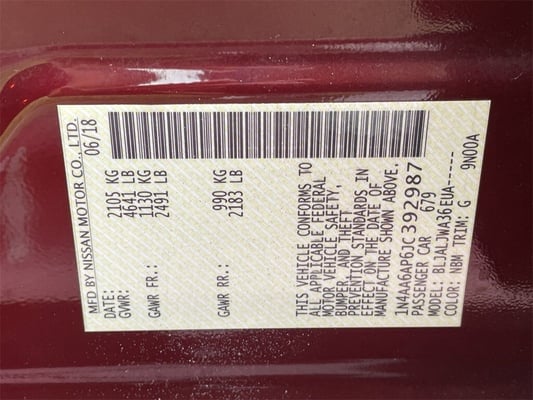 MFD BY NISSAN MOTOR CO., LTD.
DATE: 06/18
GVWR: 2105 KG
4641 LB
GAWR FR.: 1130 KG
2491 LB
GAWR RR.: 990 KG
2183 LB
THIS VEHICLE CONFORMS TO
ALL APPLICABLE FEDERAL
MOTOR VEHICLE SAFETY,
BUMPER, AND THEFT
PREVENTION STANDARDS IN
EFFECT ON THE DATE OF
MANUFACTURE SHOWN ABOVE.
1N4AA6AP6JC392987
PASSENGER CAR 679
MODEL: BLJALJWA36EUA-----
COLOR: NBM TRIM: G 9N00A